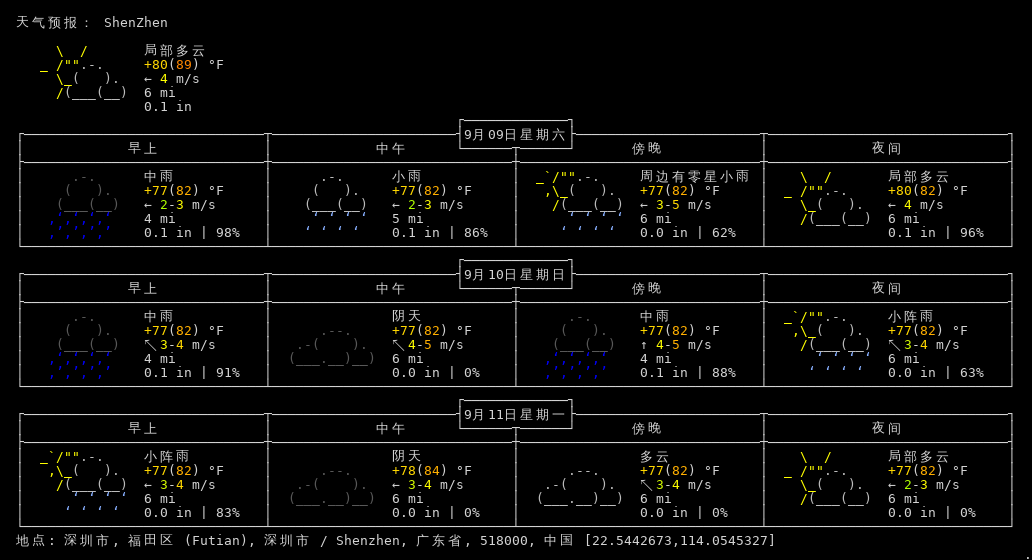 天气预报: ShenZhen
局部多云
+80(89) °F
← 4 m/s
6 mi
0.1 in
9月09日星期六
早上 中午 傍晚 夜间
中雨 小雨 周边有零星小雨 局部多云
+77(82) °F +77(82) °F +77(82) °F +80(82) °F
← 2-3 m/s ← 2-3 m/s ← 3-5 m/s ← 4 m/s
4 mi 5 mi 6 mi 6 mi
0.1 in | 98% 0.1 in | 86% 0.0 in | 62% 0.1 in | 96%
9月10日星期日
早上 中午 傍晚 夜间
中雨 阴天 中雨 小阵雨
+77(82) °F +77(82) °F +77(82) °F +77(82) °F
↖ 3-4 m/s ↖ 4-5 m/s ↑ 4-5 m/s ↖ 3-4 m/s
4 mi 6 mi 4 mi 6 mi
0.1 in | 91% 0.0 in | 0% 0.1 in | 88% 0.0 in | 63%
9月11日星期一
早上 中午 傍晚 夜间
小阵雨 阴天 多云 局部多云
+77(82) °F +78(84) °F +77(82) °F +77(82) °F
← 3-4 m/s ← 3-4 m/s ↖ 3-4 m/s ← 2-3 m/s
6 mi 6 mi 6 mi 6 mi
0.0 in | 83% 0.0 in | 0% 0.0 in | 0% 0.0 in | 0%
地点: 深圳市, 福田区 (Futian), 深圳市 / Shenzhen, 广东省, 518000, 中国 [22.5442673,114.0545327]